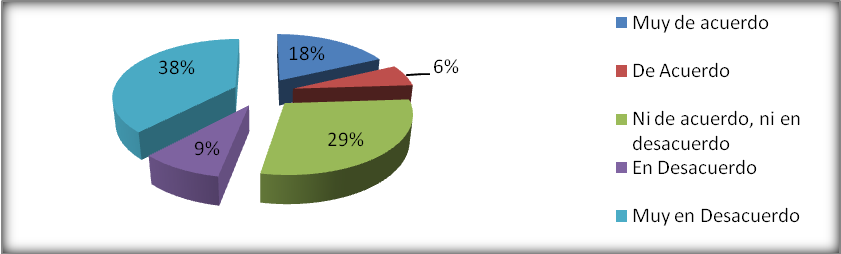 18%
6%
29%
9%
38%
Muy de acuerdo
De Acuerdo
Ni de acuerdo, ni en
desacuerdo
En Desacuerdo
Muy en Desacuerdo